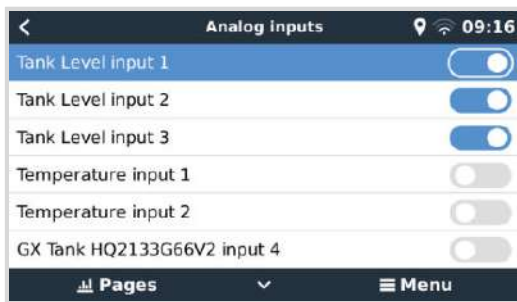 Analog inputs 09:16
Tank Level input 1
Tank Level input 2
Tank Level input 3
Temperature input 1
Temperature input 2
GX Tank HQ2133G66V2 input 4
Pages Menu